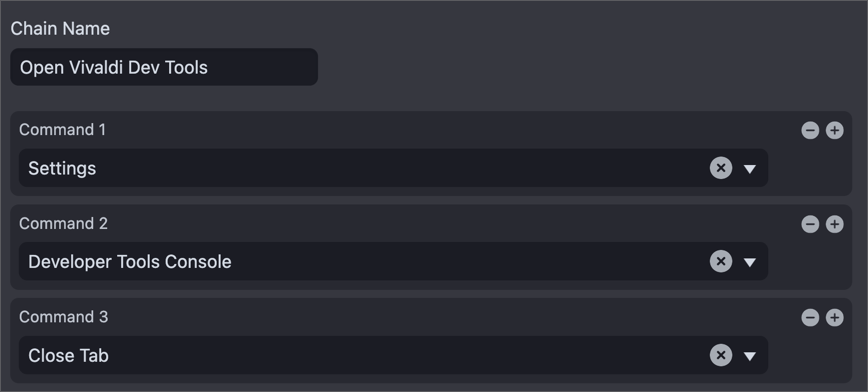 Chain Name
Open Vivaldi Dev Tools
Command 1
Settings
Command 2
Developer Tools Console
Command 3
Close Tab